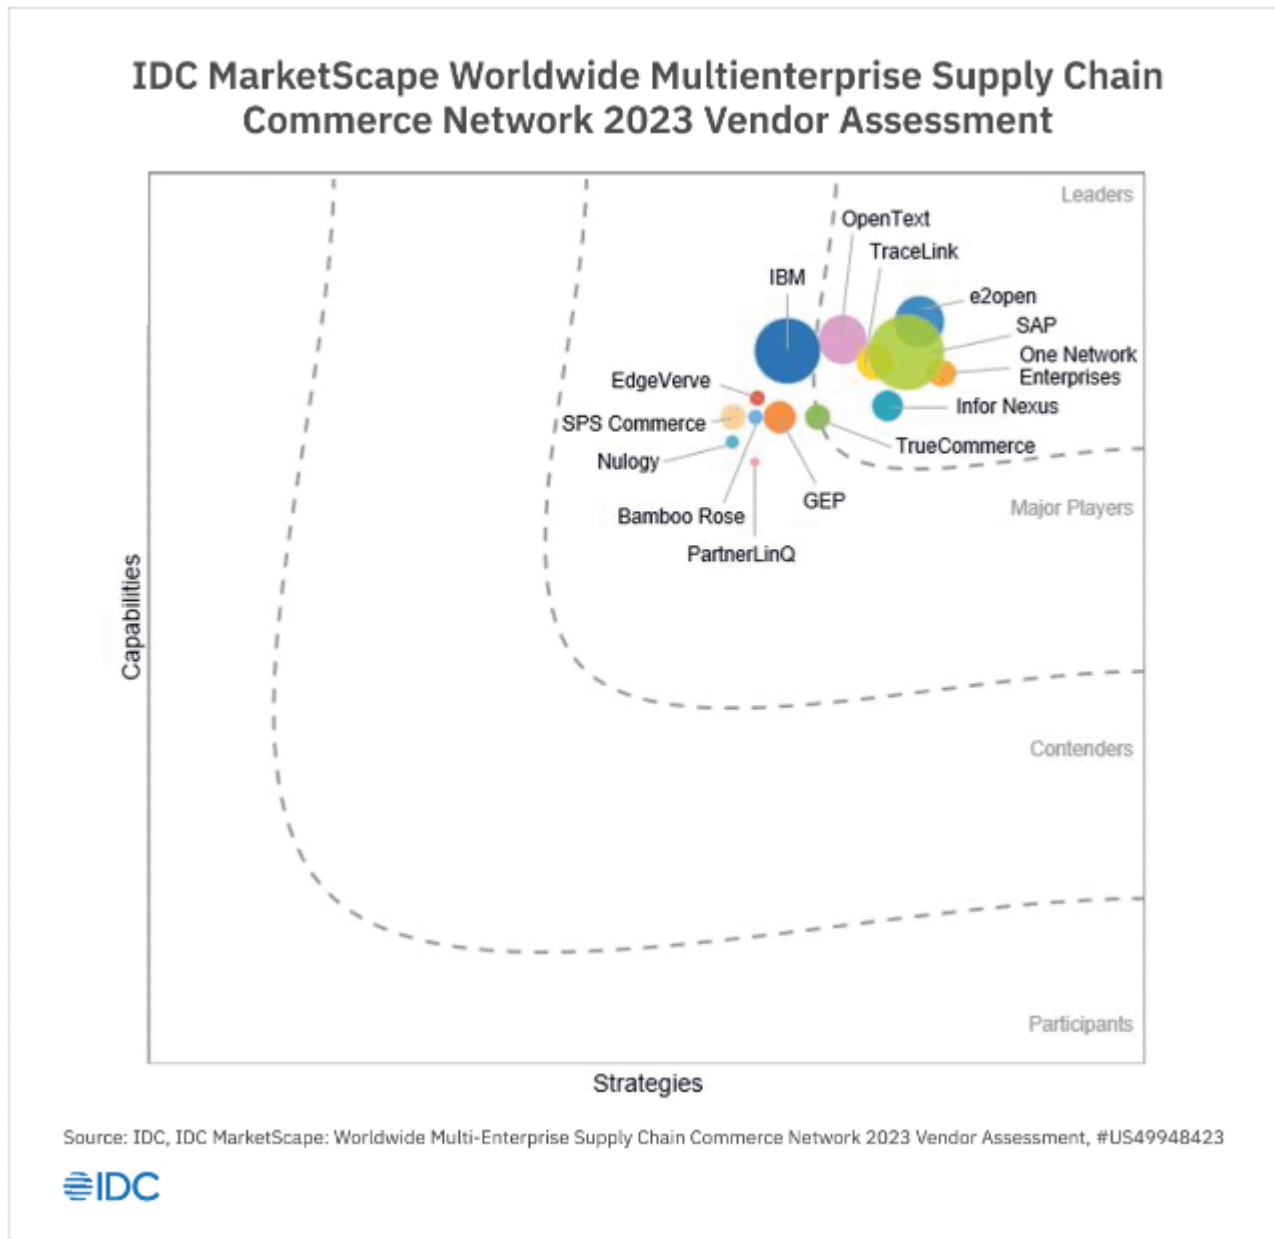 IDC MarketScape Worldwide Multienterprise Supply Chain
Commerce Network 2023 Vendor Assessment
Leaders
OpenText
TraceLink
IBM
e2open
SAP
One Network
Enterprises
EdgeVerve
Infor Nexus
SPS Commerce
TrueCommerce
Nulogy
GEP
Major Players
Bamboo Rose
PartnerLinQ
Capabilities
Contenders
Participants
Strategies
Source: IDC, IDC MarketScape: Worldwide Multi-Enterprise Supply Chain Commerce Network 2023 Vendor Assessment, #US49948423
IDC